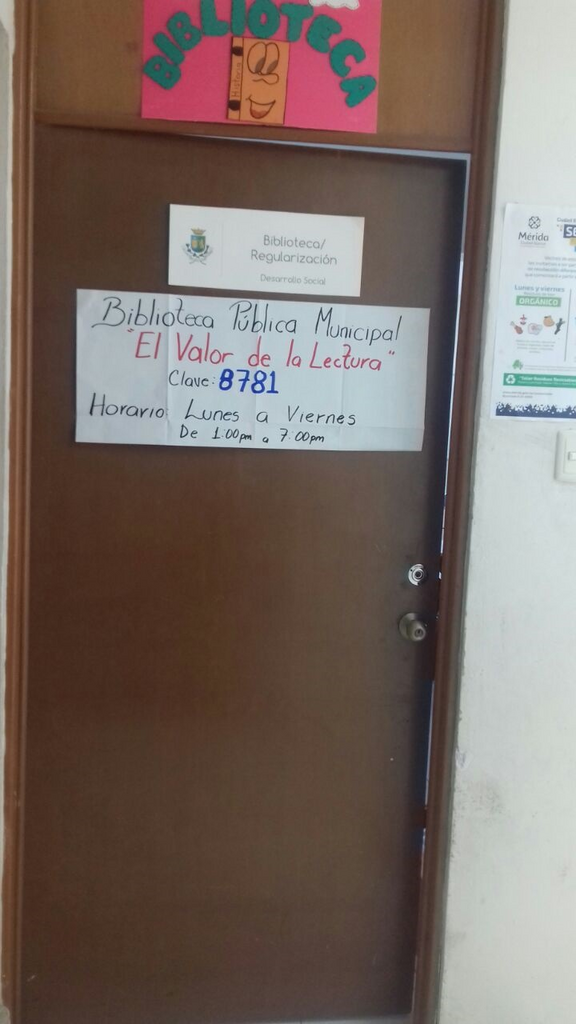 BIBLIOTECA
Historia
Biblioteca/
Regularización
Desarrollo Social
Biblioteca Pública Municipal
"El Valor de la Lectura"
Clave: 8781
Horario: Lunes a Viernes
De 1:00pm a 7:00pm
Mérida
Lunes y viernes
ORGÁNICO